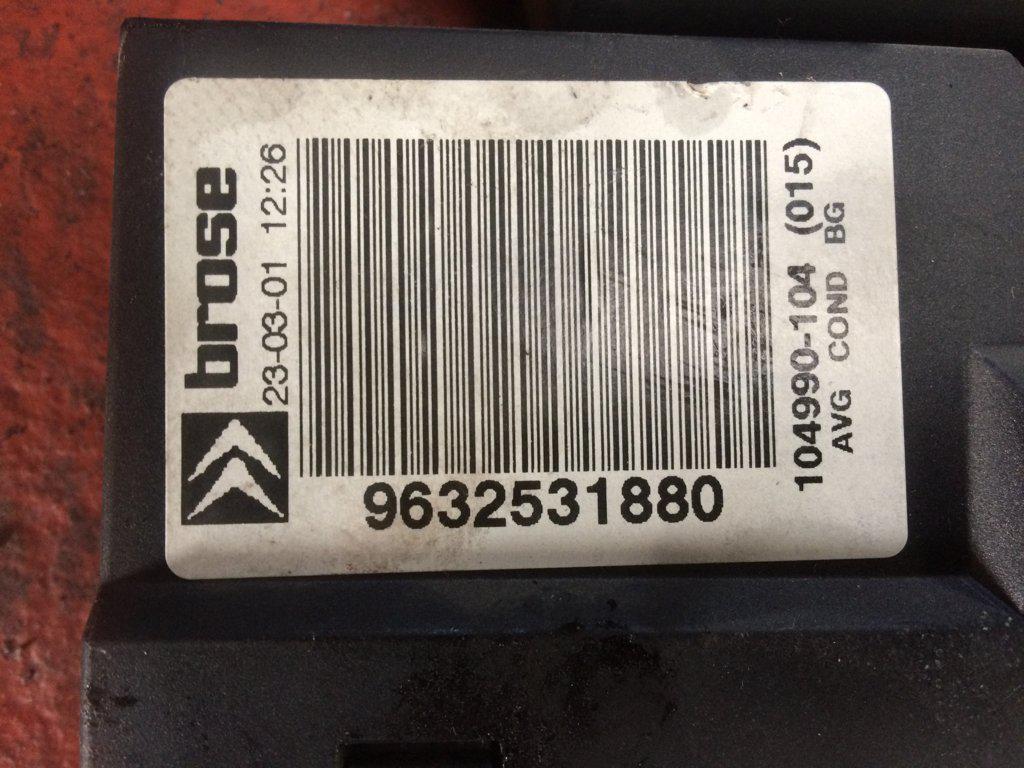 brose
23-03-01 12:26
9632531880
104990-104 (015)
AVG COND BG